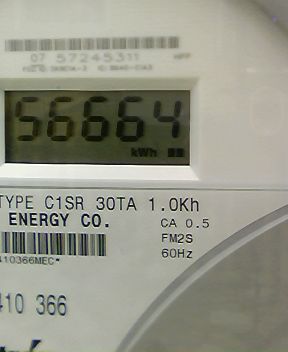 07 57245311
56664
kWh
TYPE C1SR 30TA 1.0Kh
ENERGY CO.
CA 0.5
FM2S
60Hz
410366MEC*
410 366